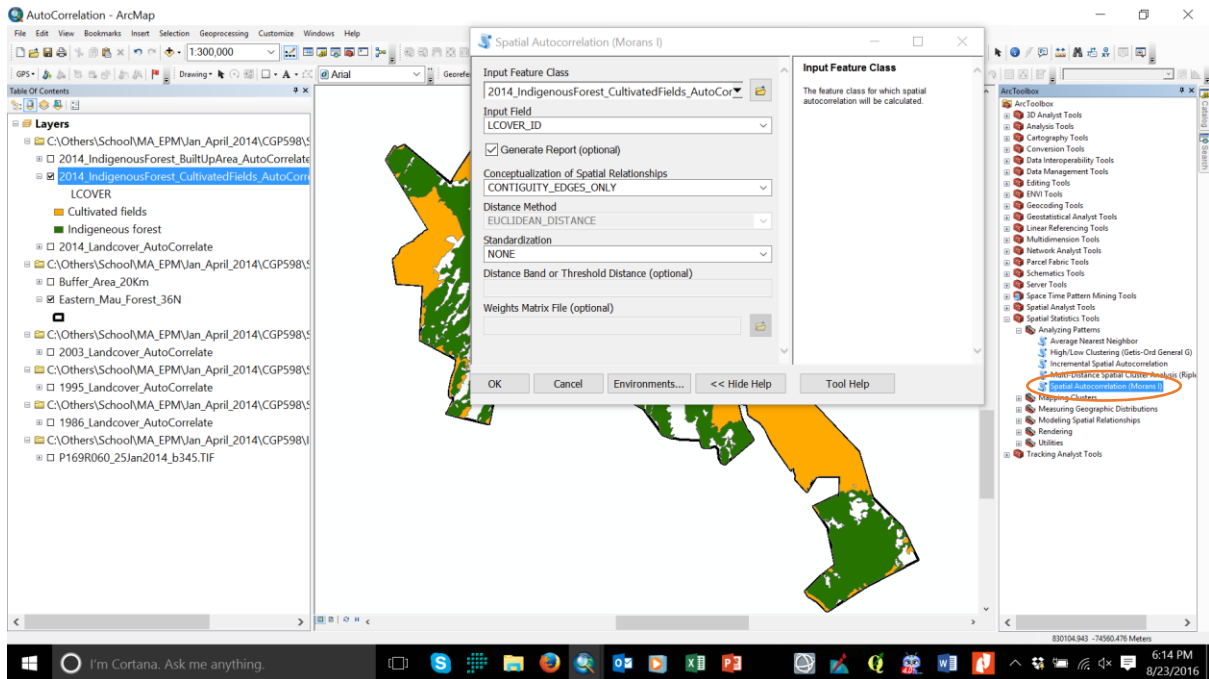 AutoCorrelation - ArcMap
File Edit View Bookmarks Insert Selection Geoprocessing Customize Windows Help
1:300,000
GPS
Drawing
Arial
Georefe
Table Of Contents
Layers
C:\Others\School\MA_EPM\Jan_April_2014\CGP598\S
2014_IndigenousForest_BuiltUpArea_AutoCorrelate
2014_IndigenousForest_CultivatedFields_AutoCorr
LCOVER
Cultivated fields
Indigeneous forest
2014_Landcover_AutoCorrelate
C:\Others\School\MA_EPM\Jan_April_2014\CGP598\S
Buffer_Area_20Km
Eastern_Mau_Forest_36N
C:\Others\School\MA_EPM\Jan_April_2014\CGP598\S
2003_Landcover_AutoCorrelate
C:\Others\School\MA_EPM\Jan_April_2014\CGP598\S
1995_Landcover_AutoCorrelate
C:\Others\School\MA_EPM\Jan_April_2014\CGP598\S
1986_Landcover_AutoCorrelate
C:\Others\School\MA_EPM\Jan_April_2014\CGP598\I
P169R060_25Jan2014_b345.TIF
Spatial Autocorrelation (Morans I)
Input Feature Class
2014_IndigenousForest_CultivatedFields_AutoCor
Input Field
LCOVER_ID
Generate Report (optional)
Conceptualization of Spatial Relationships
CONTIGUITY_EDGES_ONLY
Distance Method
EUCLIDEAN_DISTANCE
Standardization
NONE
Distance Band or Threshold Distance (optional)
Weights Matrix File (optional)
OK
Cancel
Environments...
<< Hide Help
Tool Help
Input Feature Class
The feature class for which spatial
autocorrelation will be calculated.
ArcToolbox
ArcToolbox
3D Analyst Tools
Analysis Tools
Cartography Tools
Conversion Tools
Data Interoperability Tools
Data Management Tools
Editing Tools
ENVI Tools
Geocoding Tools
Geostatistical Analyst Tools
Linear Referencing Tools
Multidimension Tools
Network Analyst Tools
Parcel Fabric Tools
Schematics Tools
Server Tools
Space Time Pattern Mining Tools
Spatial Analyst Tools
Spatial Statistics Tools
Analyzing Patterns
Average Nearest Neighbor
High/Low Clustering (Getis-Ord General G)
Incremental Spatial Autocorrelation
Multi-Distance Spatial Cluster Analysis (Riple
Spatial Autocorrelation (Morans I)
Mapping Clusters
Measuring Geographic Distributions
Modeling Spatial Relationships
Rendering
Utilities
Tracking Analyst Tools
Catalog
Search
830104.943 -74560.476 Meters
I'm Cortana. Ask me anything.
6:14 PM
8/23/2016